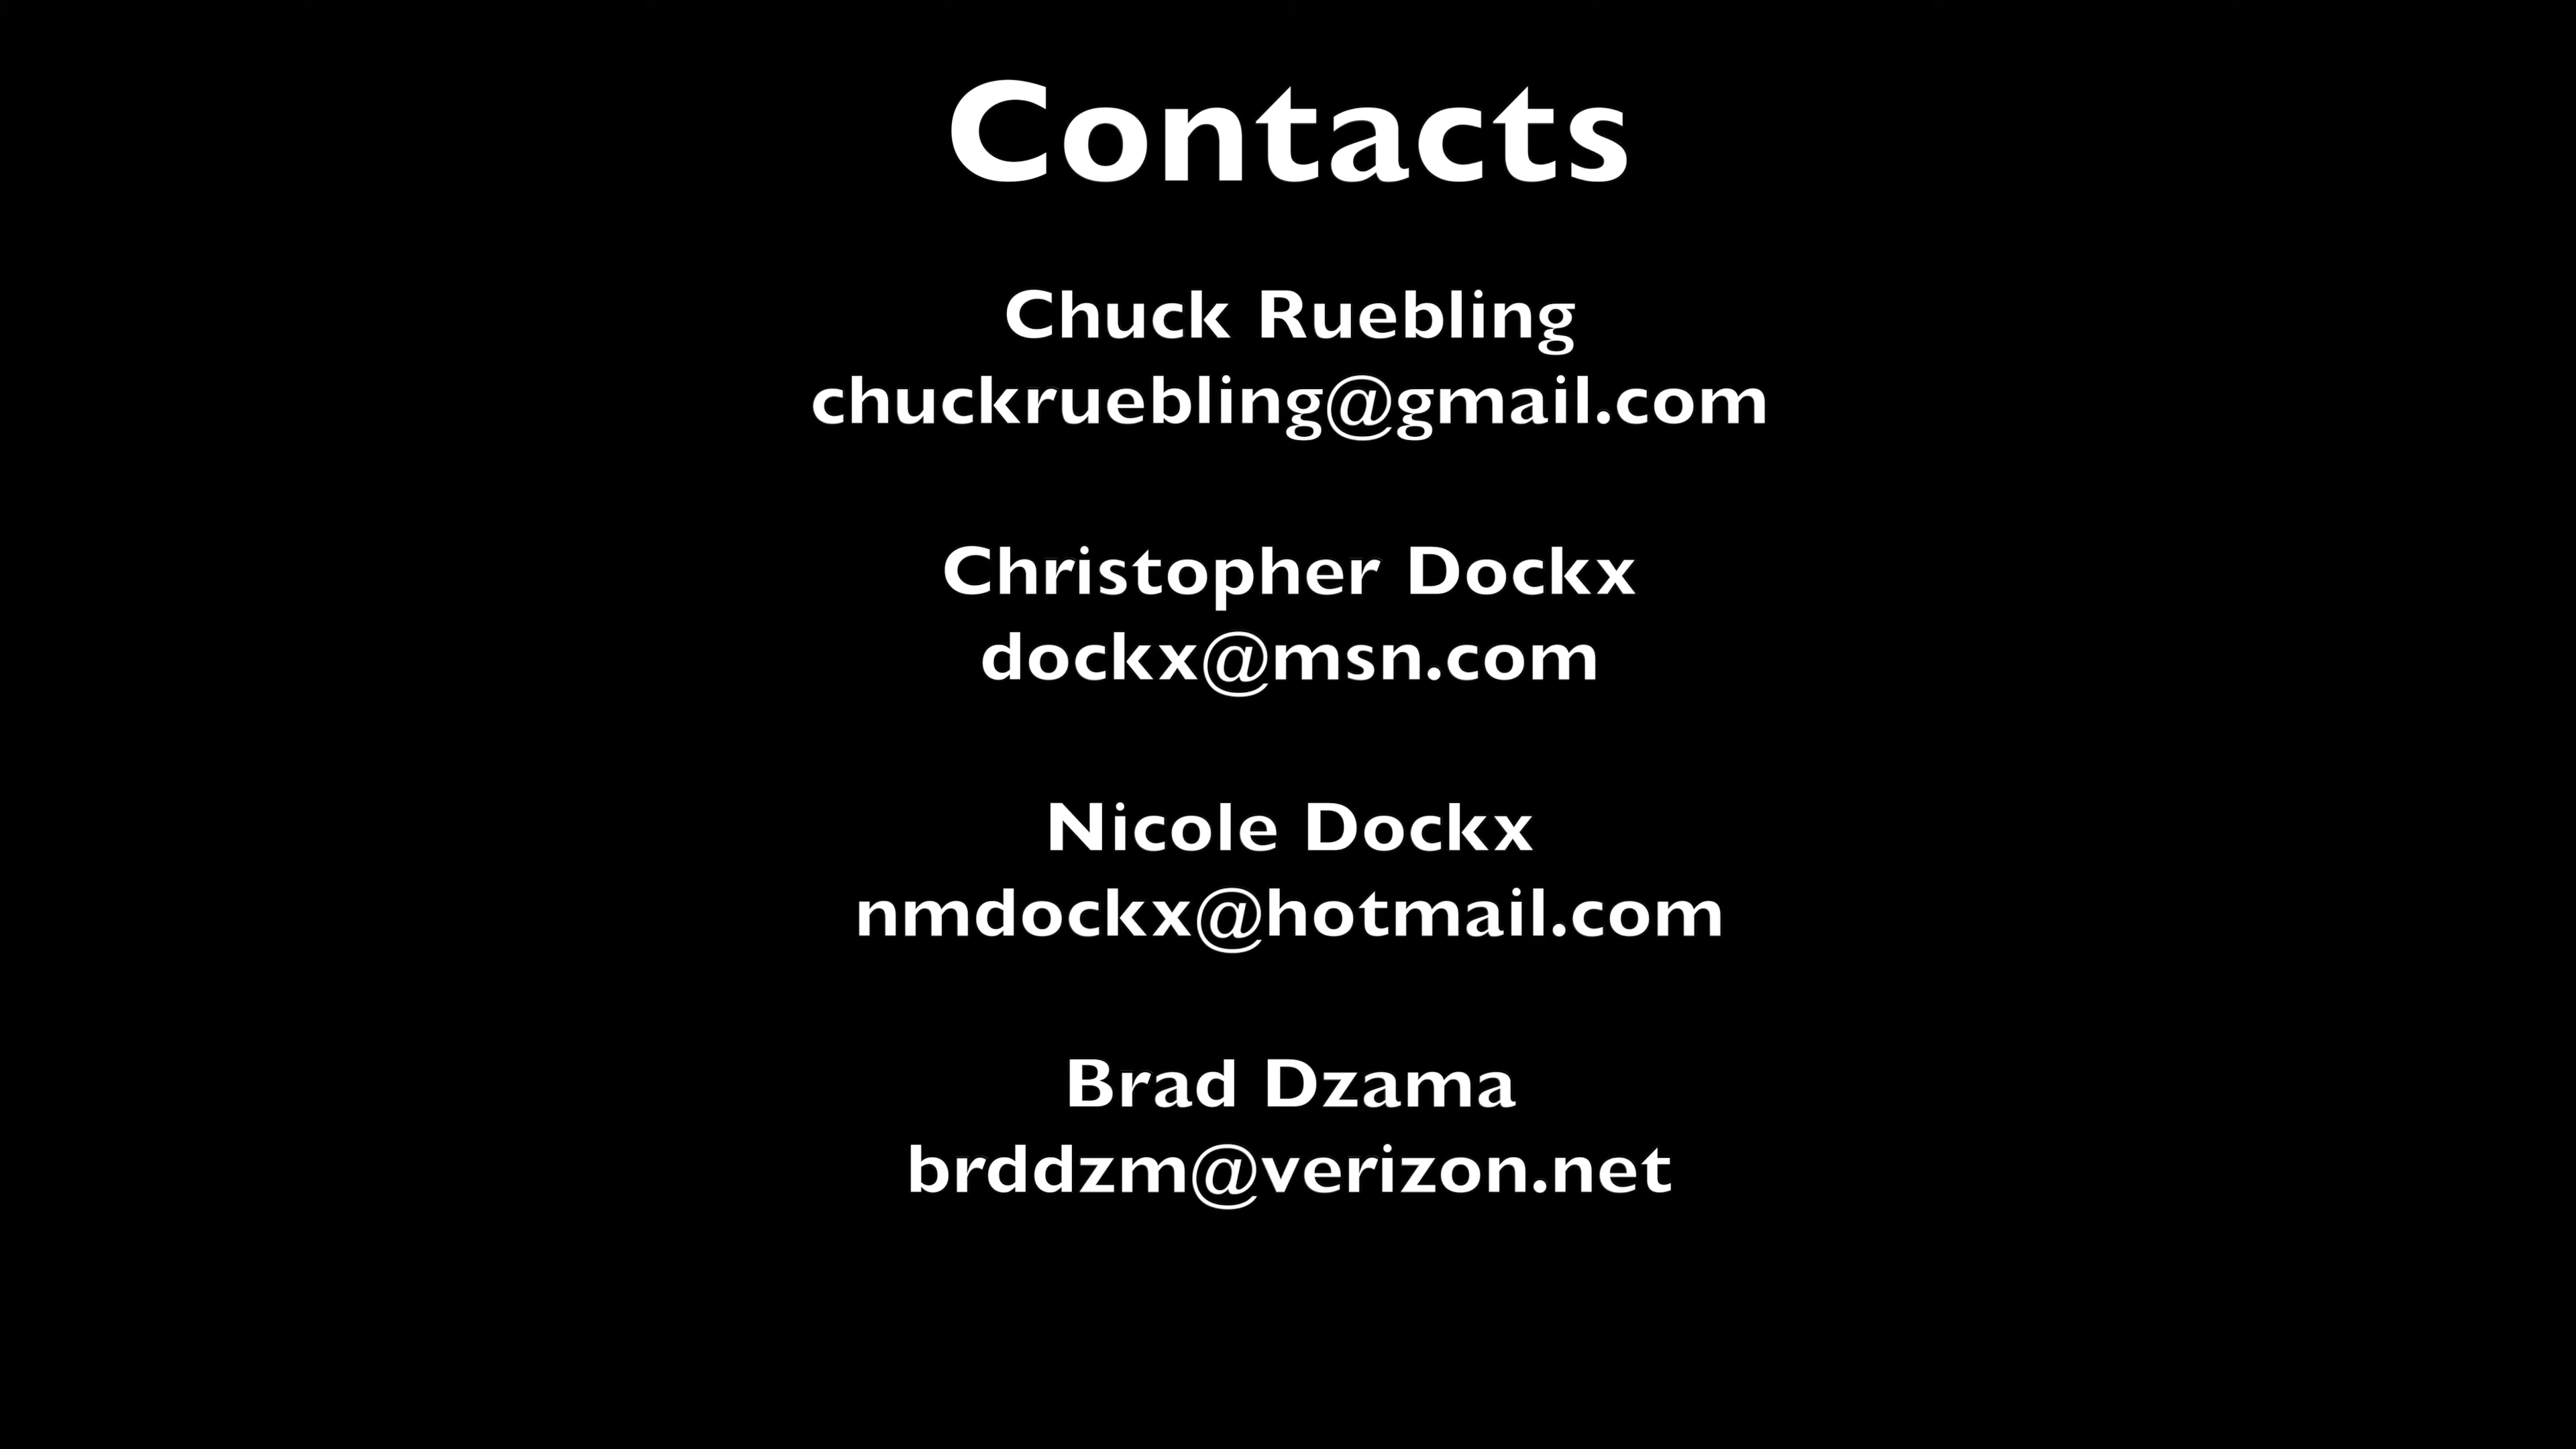 Contacts
Chuck Ruebling
chuckruebling@gmail.com
Christopher Dockx
dockx@msn.com
Nicole Dockx
nmdockx@hotmail.com
Brad Dzama
brddzm@verizon.net